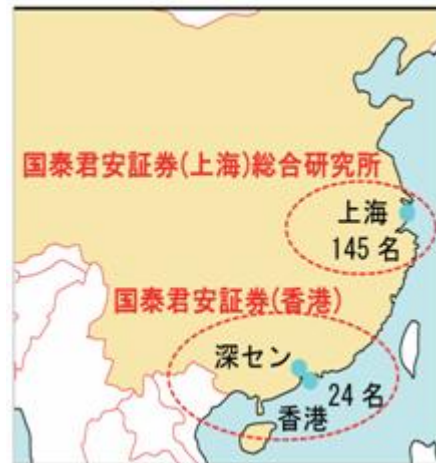 国泰君安証券(上海)総合研究所
上海
145 名
国泰君安証券(香港)
深セン
24 名
香港